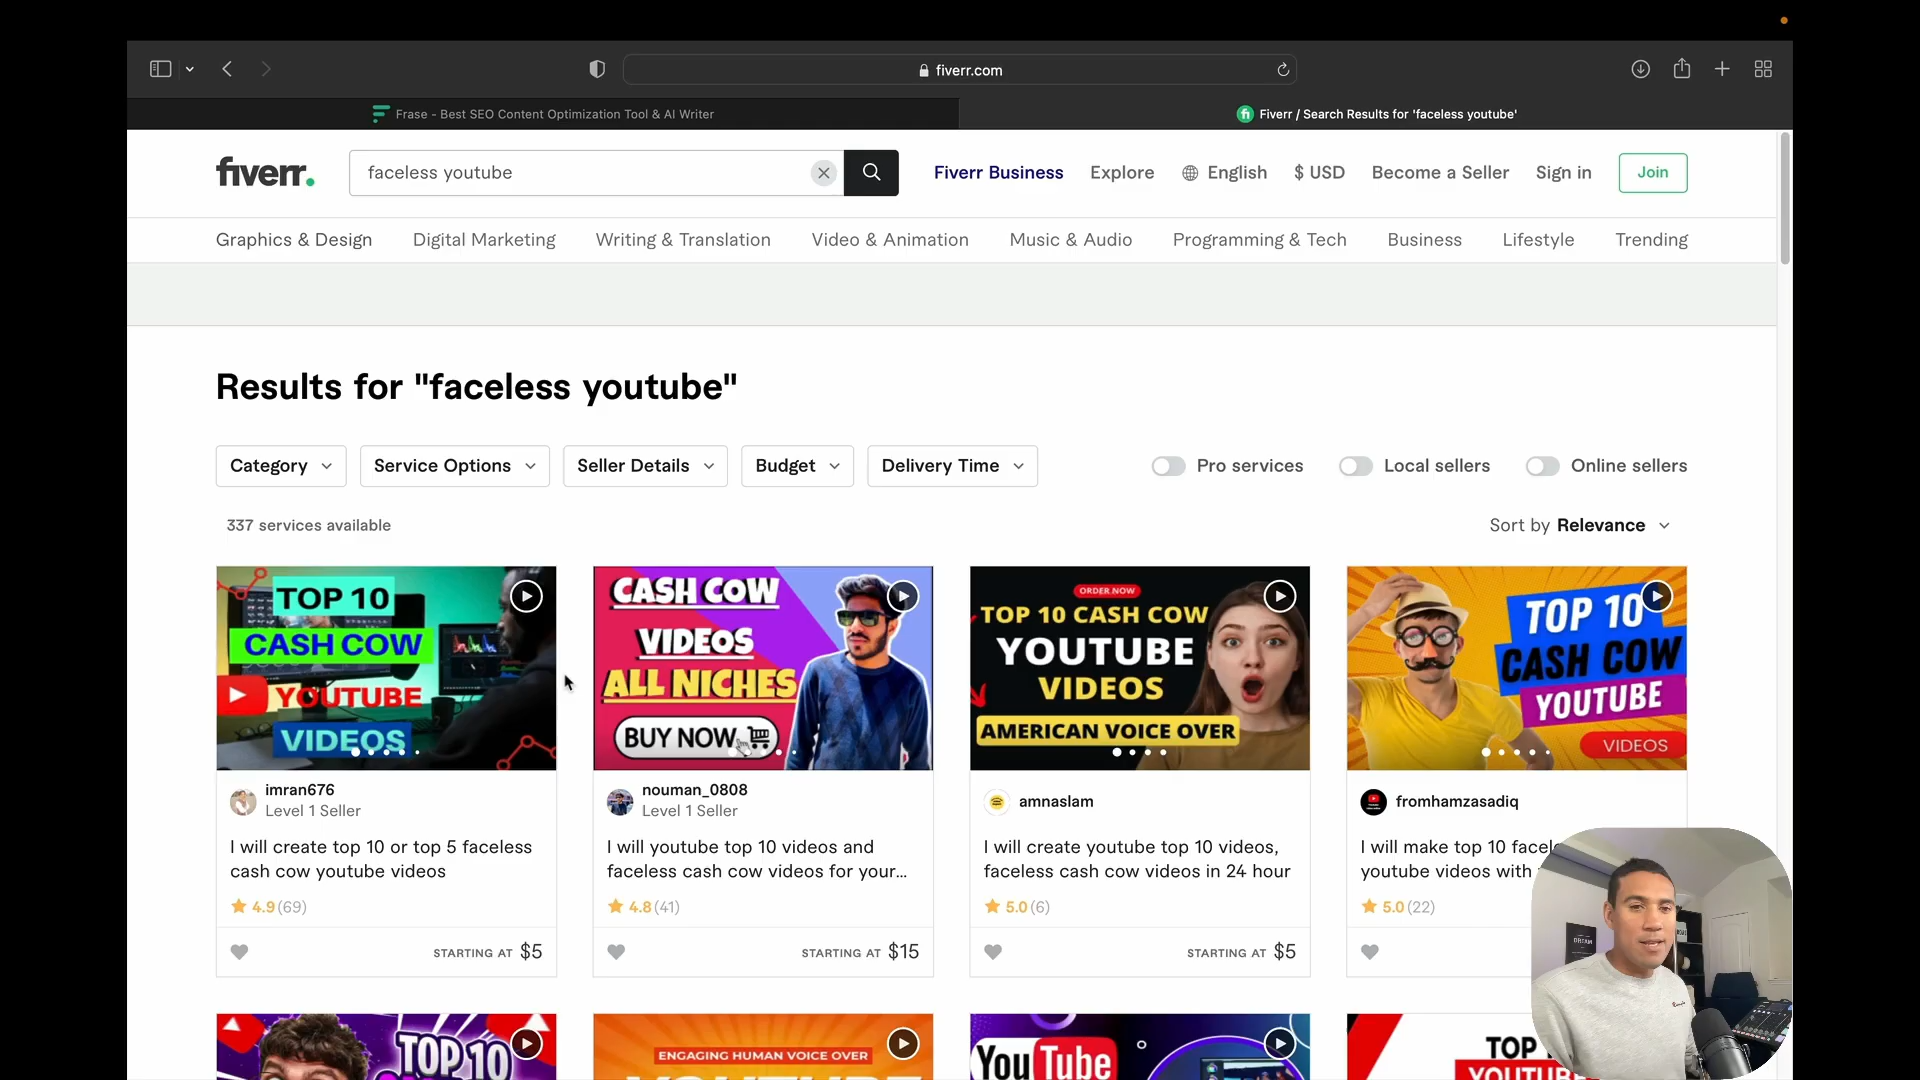 fiverr.com
Frase - Best SEO Content Optimization Tool & AI Writer
Fiverr / Search Results for 'faceless youtube'
fiverr.
faceless youtube
Fiverr Business
Explore
English
$ USD
Become a Seller
Sign in
Join
Graphics & Design
Digital Marketing
Writing & Translation
Video & Animation
Music & Audio
Programming & Tech
Business
Lifestyle
Trending
Results for "faceless youtube"
Category
Service Options
Seller Details
Budget
Delivery Time
Pro services
Local sellers
Online sellers
337 services available
Sort by Relevance
TOP 10
CASH COW
YOUTUBE
VIDEOS
imran676
Level 1 Seller
I will create top 10 or top 5 faceless
cash cow youtube videos
4.9 (69)
STARTING AT $5
CASH COW
VIDEOS
ALL NICHES
BUY NOW
nouman_0808
Level 1 Seller
I will youtube top 10 videos and
faceless cash cow videos for your...
4.8 (41)
STARTING AT $15
ORDER NOW
TOP 10 CASH COW
YOUTUBE
VIDEOS
AMERICAN VOICE OVER
amnaslam
I will create youtube top 10 videos,
faceless cash cow videos in 24 hour
5.0 (6)
STARTING AT $5
TOP 10
CASH COW
YOUTUBE
VIDEOS
fromhamzasadiq
I will make top 10
youtube videos with
5.0 (22)
DREAM
TOP 10
ENGAGING HUMAN VOICE OVER
YouTube
TOP